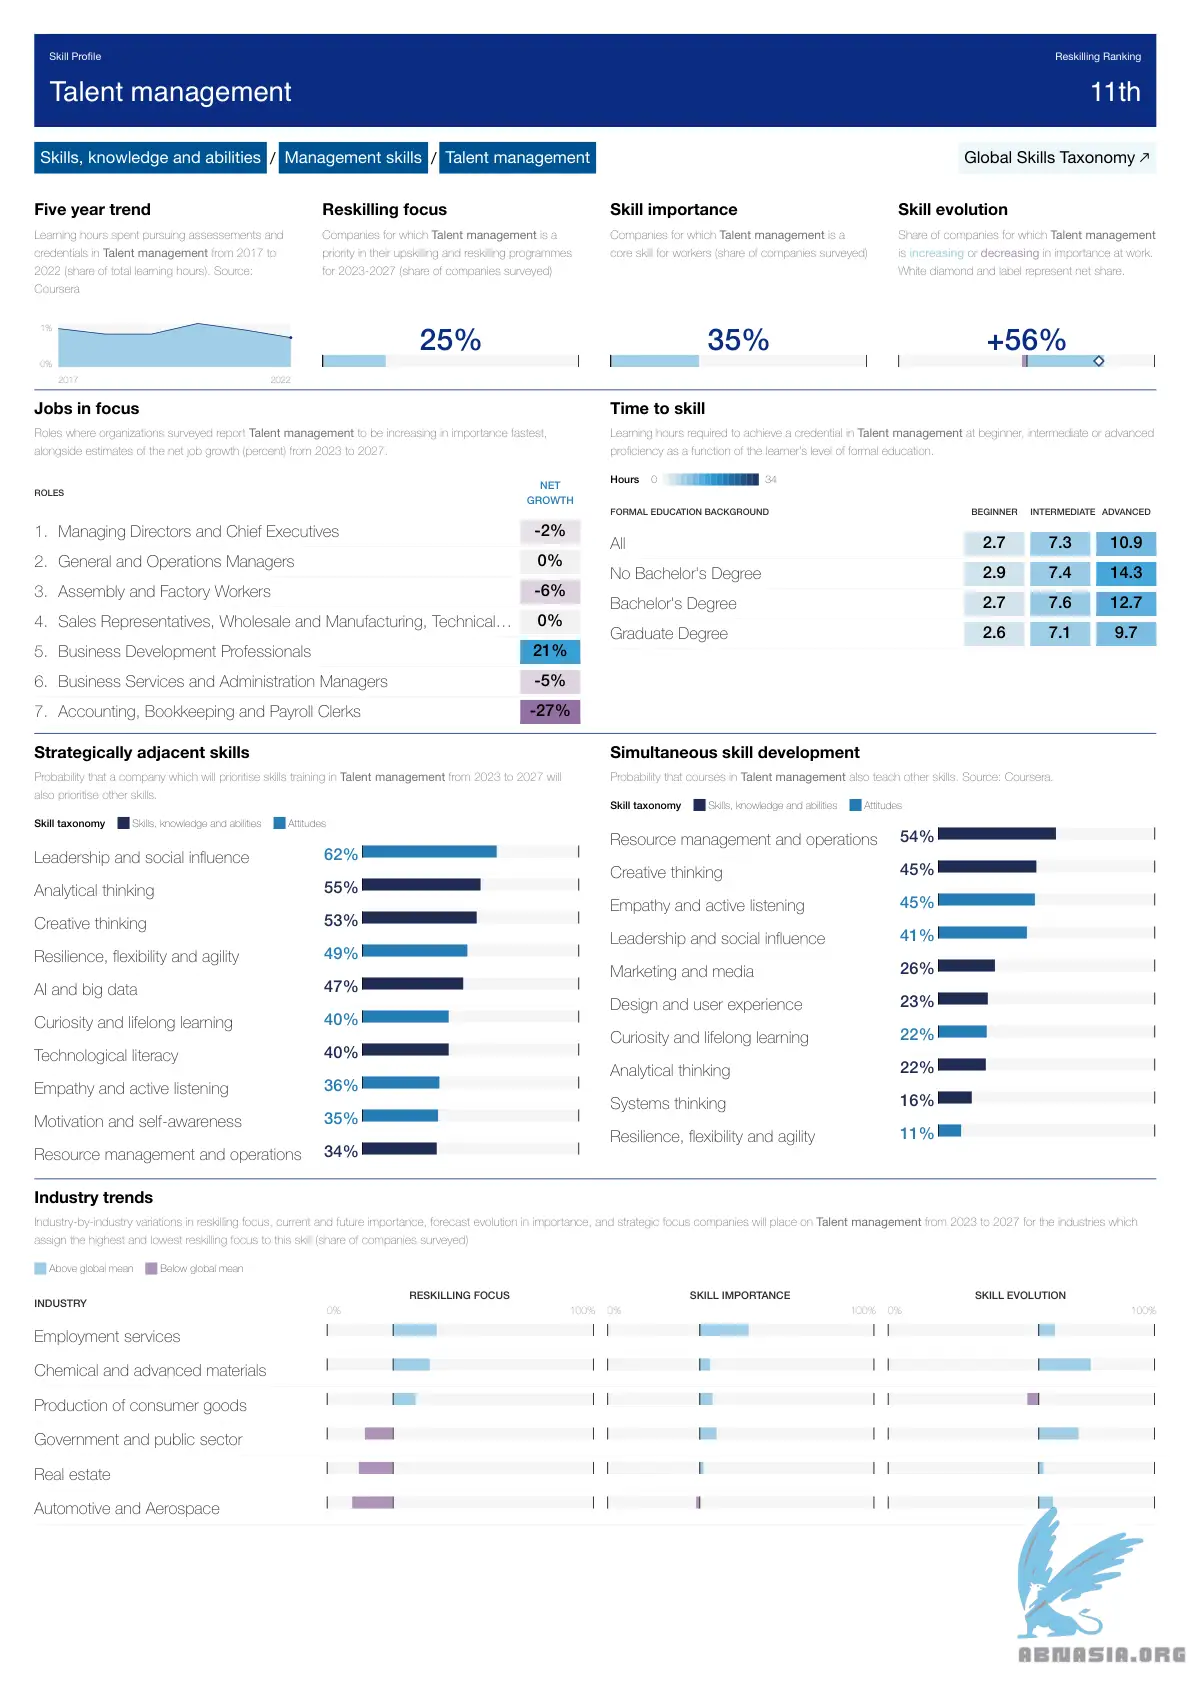 Skill Profile
Reskilling Ranking
Talent management
11th
Skills, knowledge and abilities / Management skills / Talent management
Global Skills Taxonomy ↗
Five year trend
Learning hours spent pursuing assessements and
credentials in Talent management from 2017 to
2022 (share of total learning hours). Source:
Coursera
1%
0%
2017
2022
Reskilling focus
Companies for which Talent management is a
priority in their upskilling and reskilling programmes
for 2023-2027 (share of companies surveyed)
25%
Skill importance
Companies for which Talent management is a
core skill for workers (share of companies surveyed)
35%
Skill evolution
Share of companies for which Talent management
is increasing or decreasing in importance at work.
White diamond and label represent net share.
+56%
Jobs in focus
Roles where organizations surveyed report Talent management to be increasing in importance fastest,
alongside estimates of the net job growth (percent) from 2023 to 2027.
ROLES
NET
GROWTH
1. Managing Directors and Chief Executives -2%
2. General and Operations Managers 0%
3. Assembly and Factory Workers -6%
4. Sales Representatives, Wholesale and Manufacturing, Technical... 0%
5. Business Development Professionals 21%
6. Business Services and Administration Managers -5%
7. Accounting, Bookkeeping and Payroll Clerks -27%
Time to skill
Learning hours required to achieve a credential in Talent management at beginner, intermediate or advanced
proficiency as a function of the learner's level of formal education.
Hours 0 34
FORMAL EDUCATION BACKGROUND BEGINNER INTERMEDIATE ADVANCED
All 2.7 7.3 10.9
No Bachelor's Degree 2.9 7.4 14.3
Bachelor's Degree 2.7 7.6 12.7
Graduate Degree 2.6 7.1 9.7
Strategically adjacent skills
Probability that a company which will prioritise skills training in Talent management from 2023 to 2027 will
also prioritise other skills.
Skill taxonomy Skills, knowledge and abilities Attitudes
Leadership and social influence 62%
Analytical thinking 55%
Creative thinking 53%
Resilience, flexibility and agility 49%
AI and big data 47%
Curiosity and lifelong learning 40%
Technological literacy 40%
Empathy and active listening 36%
Motivation and self-awareness 35%
Resource management and operations 34%
Simultaneous skill development
Probability that courses in Talent management also teach other skills. Source: Coursera.
Skill taxonomy Skills, knowledge and abilities Attitudes
Resource management and operations 54%
Creative thinking 45%
Empathy and active listening 45%
Leadership and social influence 41%
Marketing and media 26%
Design and user experience 23%
Curiosity and lifelong learning 22%
Analytical thinking 22%
Systems thinking 16%
Resilience, flexibility and agility 11%
Industry trends
Industry-by-industry variations in reskilling focus, current and future importance, forecast evolution in importance, and strategic focus companies will place on Talent management from 2023 to 2027 for the industries which
assign the highest and lowest reskilling focus to this skill (share of companies surveyed)
Above global mean Below global mean
INDUSTRY RESKILLING FOCUS SKILL IMPORTANCE SKILL EVOLUTION
0% 100% 0% 100% 0% 100%
Employment services
Chemical and advanced materials
Production of consumer goods
Government and public sector
Real estate
Automotive and Aerospace
ABNASIA.ORG